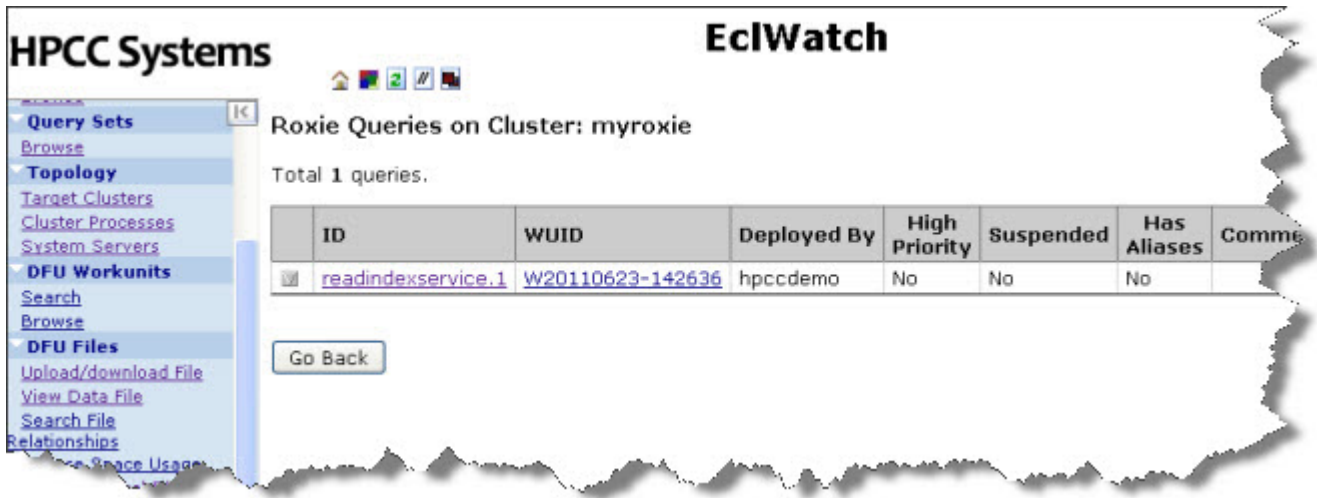 HPCC Systems
EclWatch
Query Sets
Browse
Topology
Target Clusters
Cluster Processes
System Servers
DFU Workunits
Search
Browse
DFU Files
Upload/download File
View Data File
Search File
Relationships
Space Usage
Roxie Queries on Cluster: myroxie
Total 1 queries.
ID WUID Deployed By High Priority Suspended Has Aliases
readindexservice.1 W20110623-142636 hpccdemo No No No
Go Back